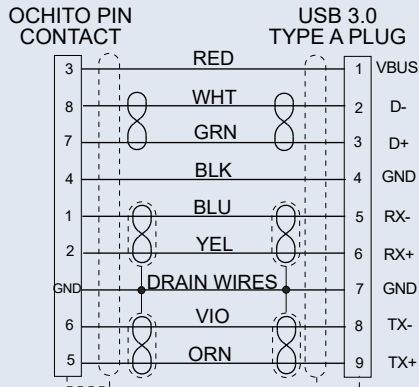 OCHITO PIN CONTACT
USB 3.0 TYPE A PLUG
3 RED 1 VBUS
8 WHT 2 D-
7 GRN 3 D+
4 BLK 4 GND
1 BLU 5 RX-
2 YEL 6 RX+
GND DRAIN WIRES 7 GND
6 VIO 8 TX-
5 ORN 9 TX+